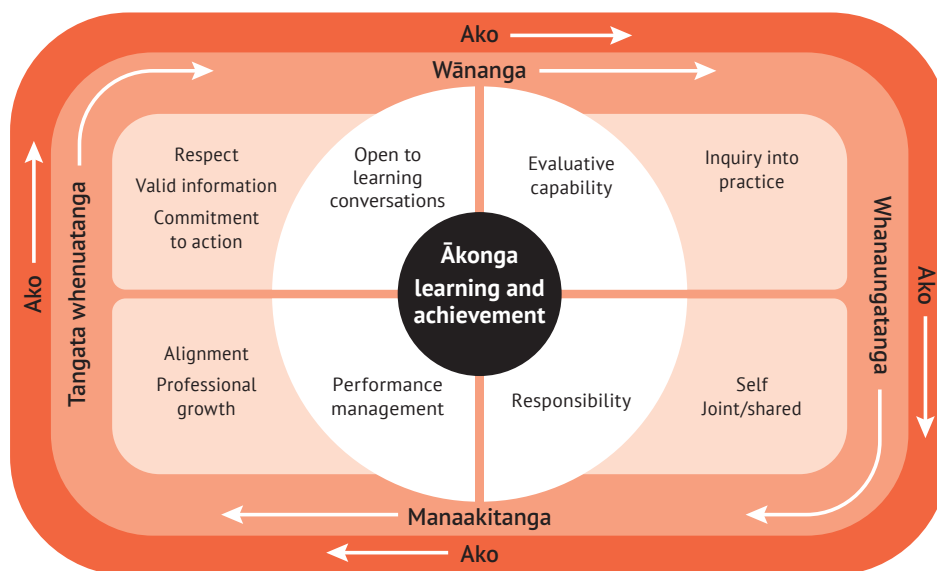 Ako
Wānanga
Respect
Valid information
Commitment
to action
Open to
learning
conversations
Evaluative
capability
Inquiry into
practice
Ako
Tangata whenuatanga
Ākonga
learning and
achievement
Whanaungatanga
Ako
Alignment
Professional
growth
Performance
management
Responsibility
Self
Joint/shared
Manaakitanga
Ako